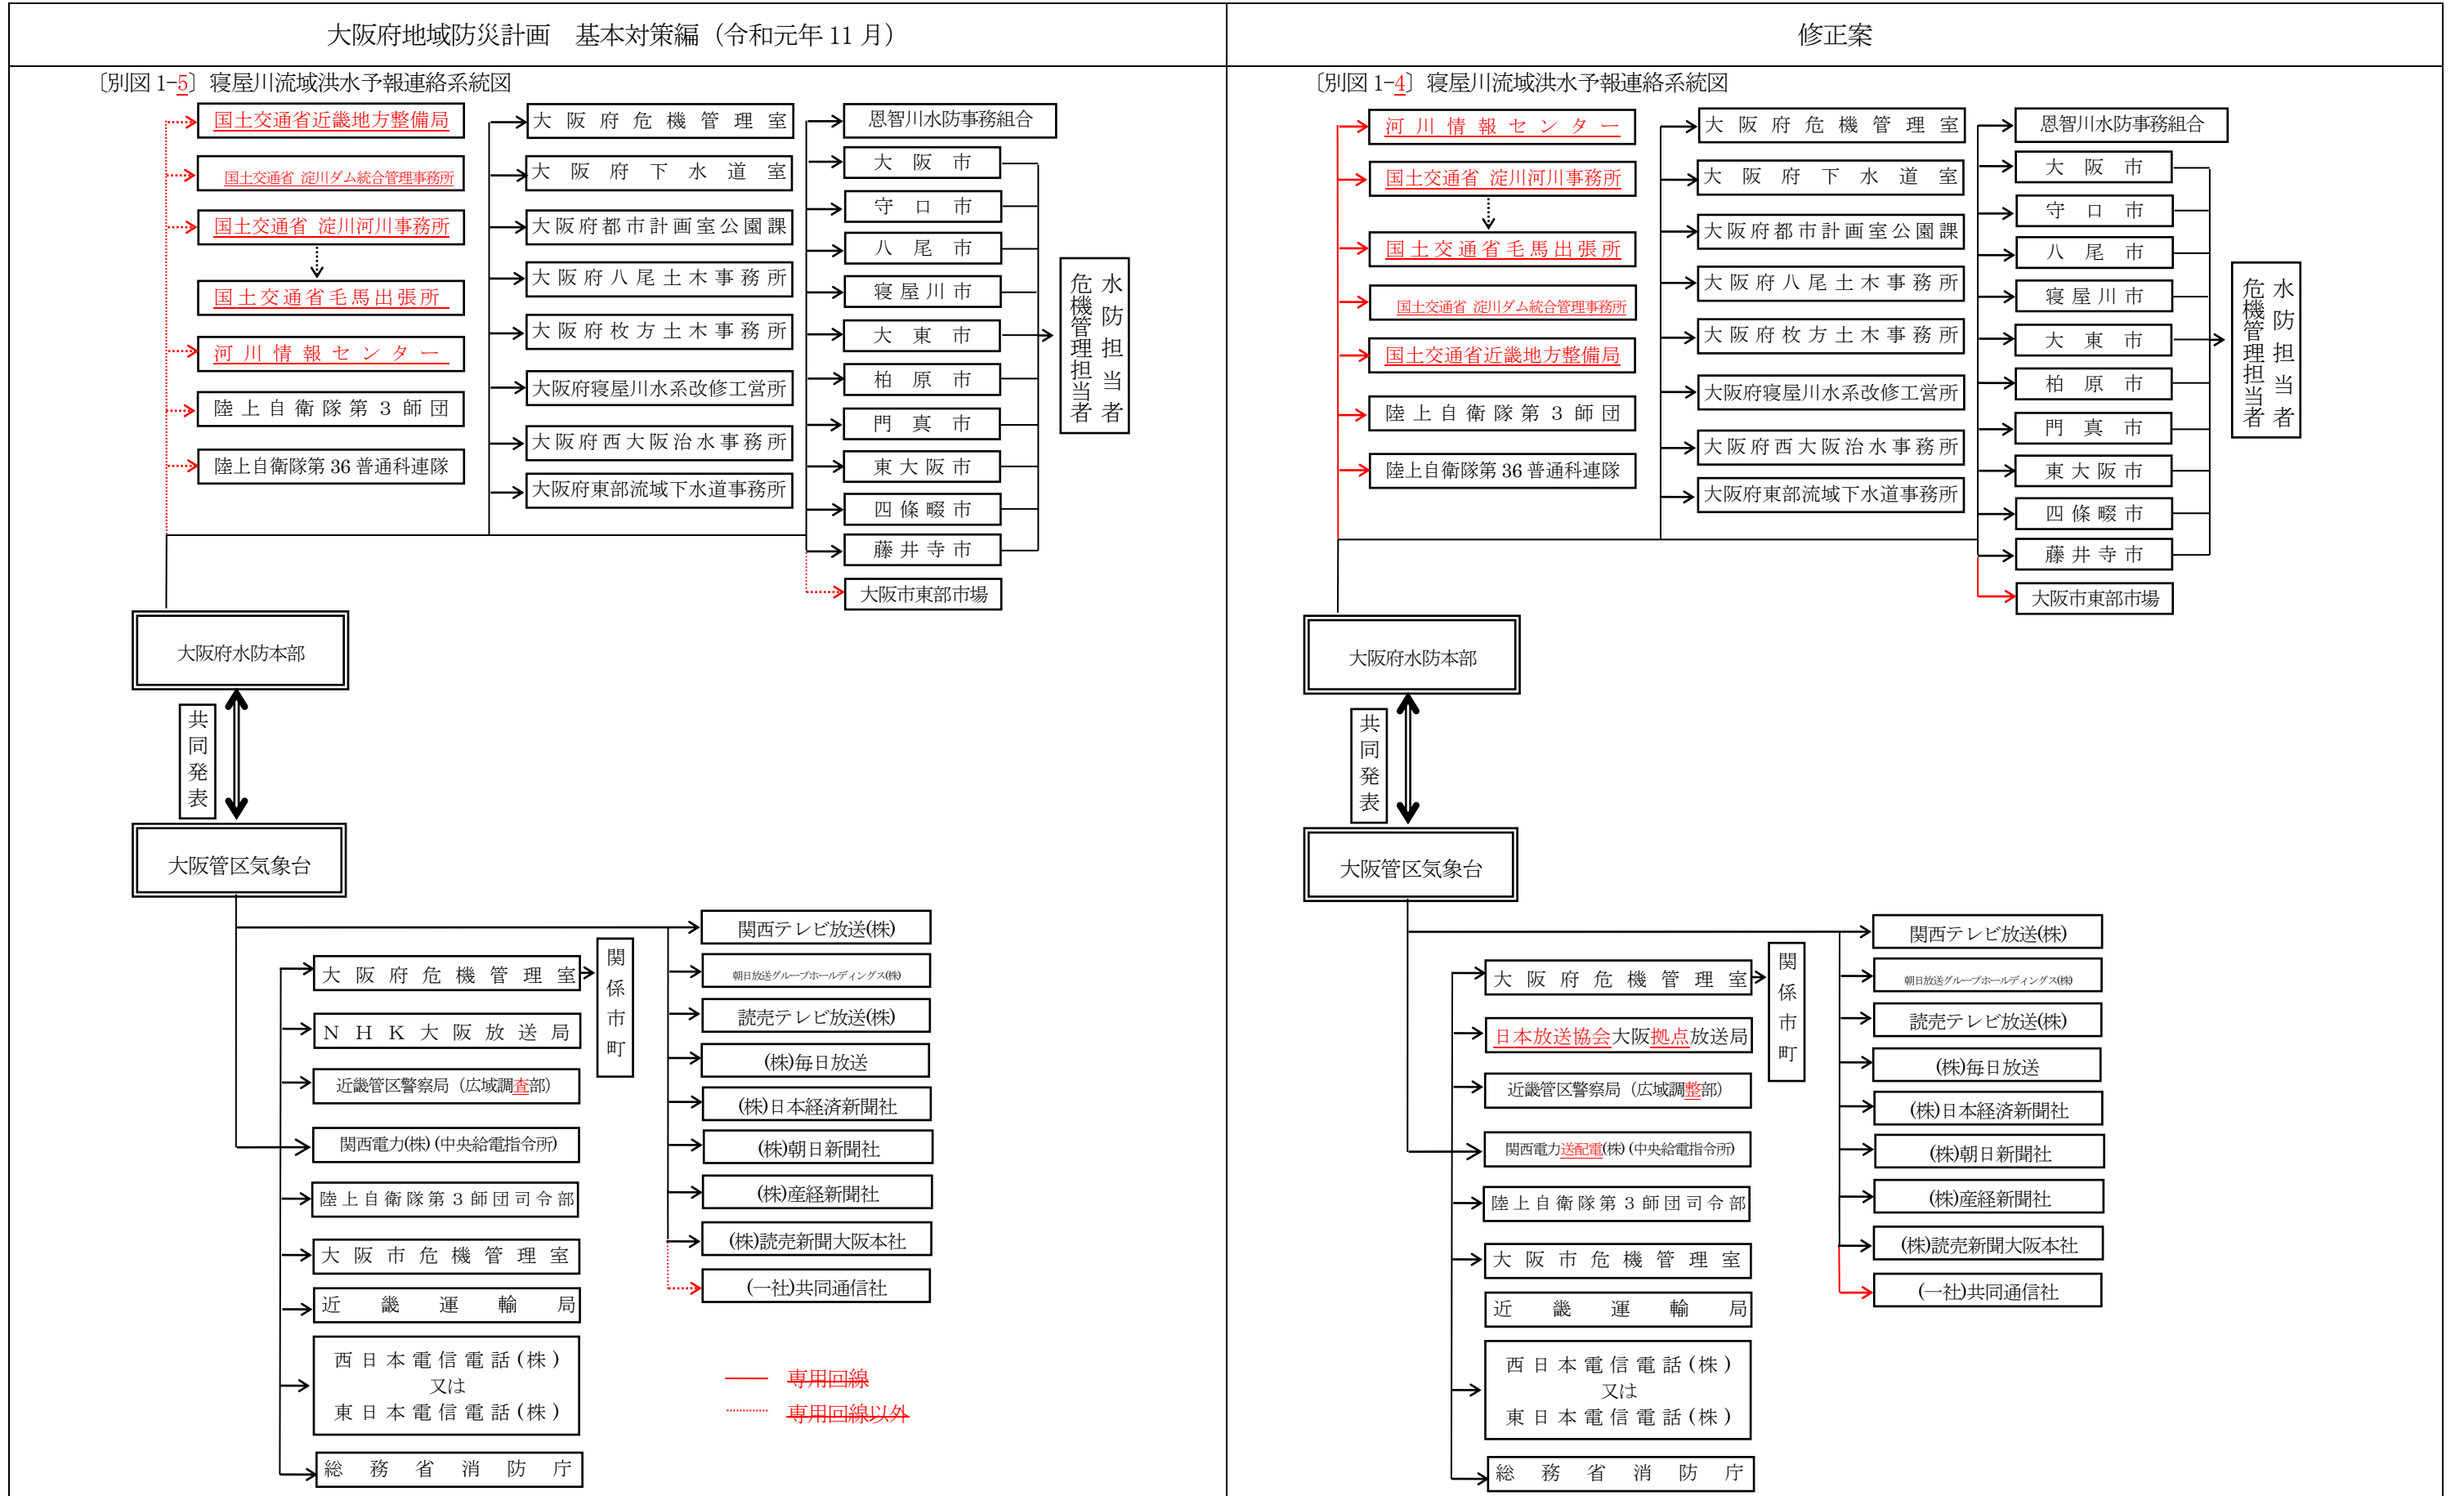 大阪府地域防災計画　基本対策編（令和元年 11 月）
〔別図 1-5〕寝屋川流域洪水予報連絡系統図
国土交通省近畿地方整備局
国土交通省 淀川ダム統合管理事務所
国土交通省 淀川河川事務所
国土交通省毛馬出張所
河川情報センター
陸上自衛隊第３師団
陸上自衛隊第 36 普通科連隊
大阪府危機管理室
大阪府下水道室
大阪府都市計画室公園課
大阪府八尾土木事務所
大阪府枚方土木事務所
大阪府寝屋川水系改修工営所
大阪府西大阪治水事務所
大阪府東部流域下水道事務所
恩智川水防事務組合
大阪市
守口市
八尾市
寝屋川市
大東市
柏原市
門真市
東大阪市
四條畷市
藤井寺市
大阪市東部市場
水防担当者
危機管理担当者
大阪府水防本部
共同発表
大阪管区気象台
大阪府危機管理室
ＮＨＫ大阪放送局
近畿管区警察局（広域調査部）
関西電力(株) (中央給電指令所)
陸上自衛隊第３師団司令部
大阪市危機管理室
近畿運輸局
西日本電信電話(株)
又は
東日本電信電話(株)
総務省消防庁
関係市町
関西テレビ放送(株)
朝日放送グループホールディングス(株)
読売テレビ放送(株)
(株)毎日放送
(株)日本経済新聞社
(株)朝日新聞社
(株)産経新聞社
(株)読売新聞大阪本社
(一社)共同通信社
専用回線
専用回線以外
修正案
〔別図 1-4〕寝屋川流域洪水予報連絡系統図
河川情報センター
国土交通省 淀川河川事務所
国土交通省毛馬出張所
国土交通省 淀川ダム統合管理事務所
国土交通省近畿地方整備局
陸上自衛隊第３師団
陸上自衛隊第 36 普通科連隊
大阪府危機管理室
大阪府下水道室
大阪府都市計画室公園課
大阪府八尾土木事務所
大阪府枚方土木事務所
大阪府寝屋川水系改修工営所
大阪府西大阪治水事務所
大阪府東部流域下水道事務所
恩智川水防事務組合
大阪市
守口市
八尾市
寝屋川市
大東市
柏原市
門真市
東大阪市
四條畷市
藤井寺市
大阪市東部市場
水防担当者
危機管理担当者
大阪府水防本部
共同発表
大阪管区気象台
大阪府危機管理室
日本放送協会大阪拠点放送局
近畿管区警察局（広域調整部）
関西電力送配電(株) (中央給電指令所)
陸上自衛隊第３師団司令部
大阪市危機管理室
近畿運輸局
西日本電信電話(株)
又は
東日本電信電話(株)
総務省消防庁
関係市町
関西テレビ放送(株)
朝日放送グループホールディングス(株)
読売テレビ放送(株)
(株)毎日放送
(株)日本経済新聞社
(株)朝日新聞社
(株)産経新聞社
(株)読売新聞大阪本社
(一社)共同通信社